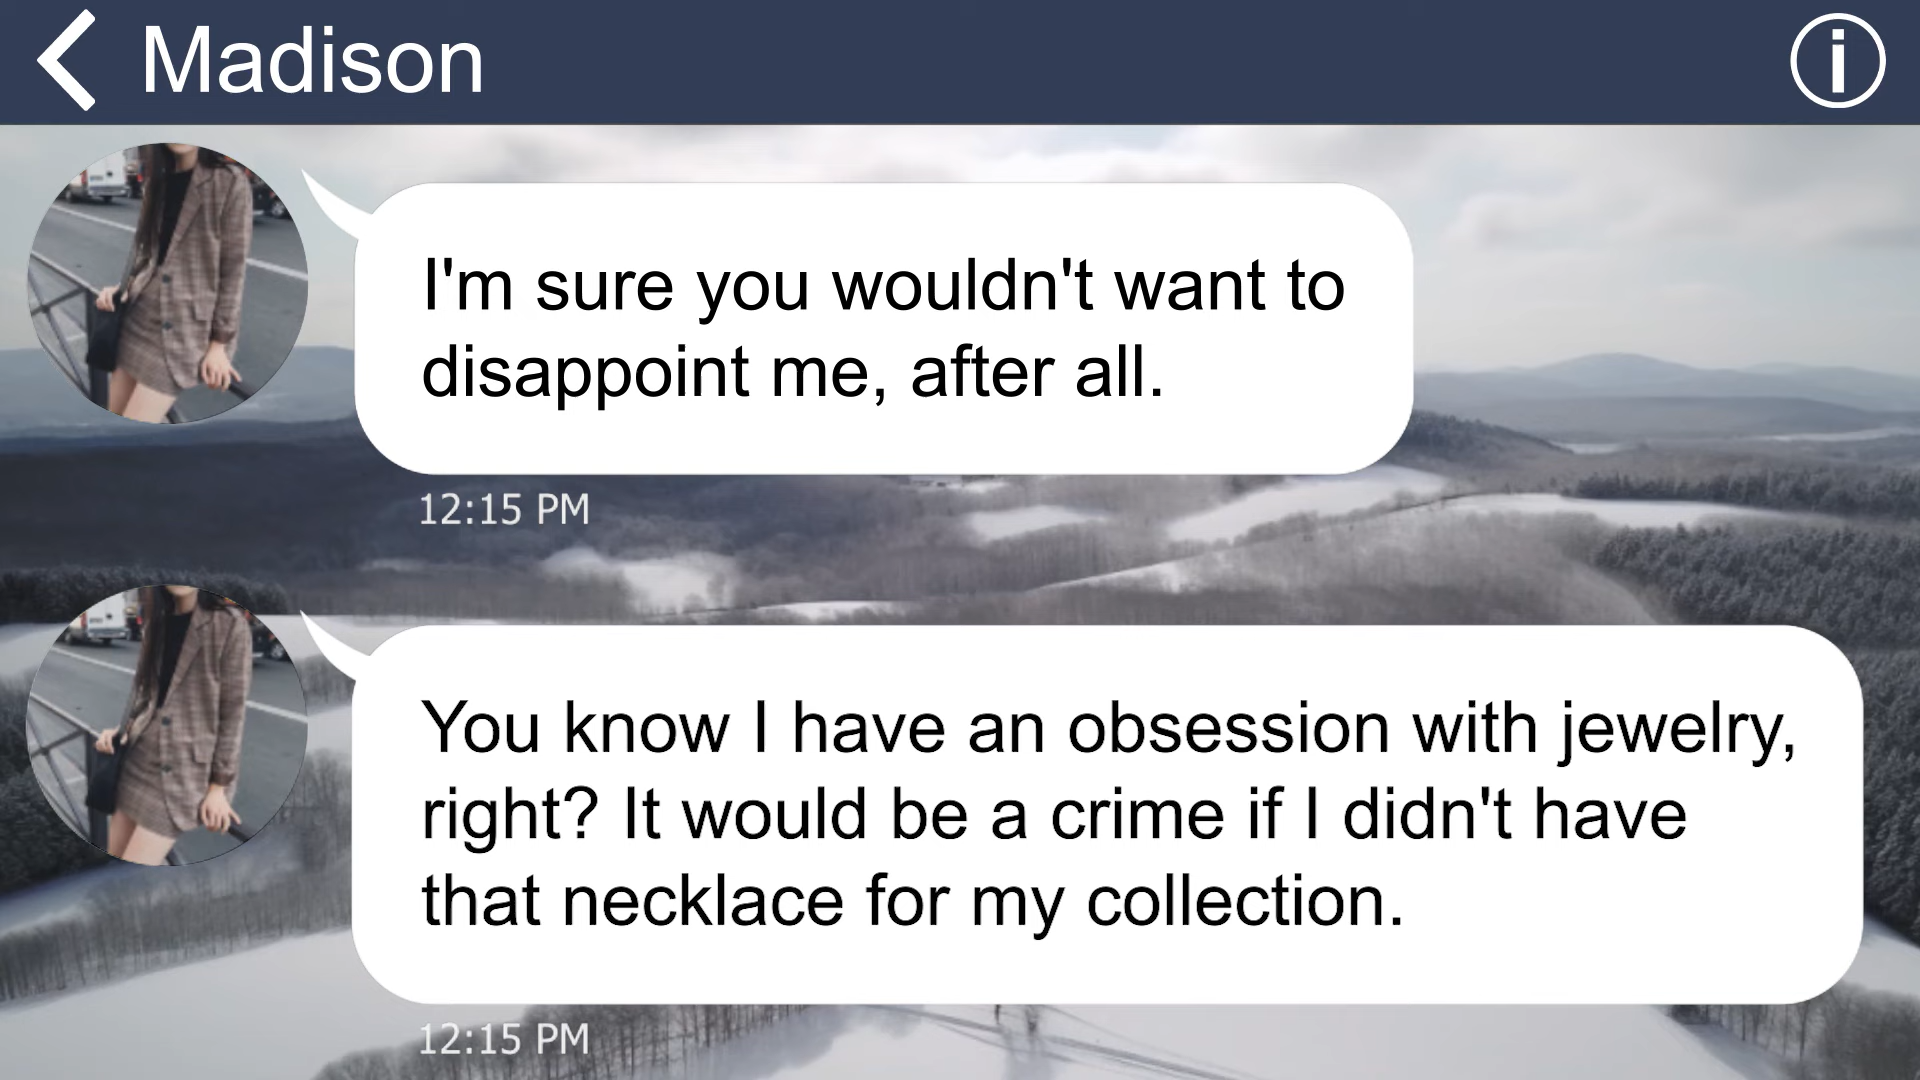 Madison
I'm sure you wouldn't want to
disappoint me, after all.
12:15 PM
You know I have an obsession with jewelry,
right? It would be a crime if I didn't have
that necklace for my collection.
12:15 PM